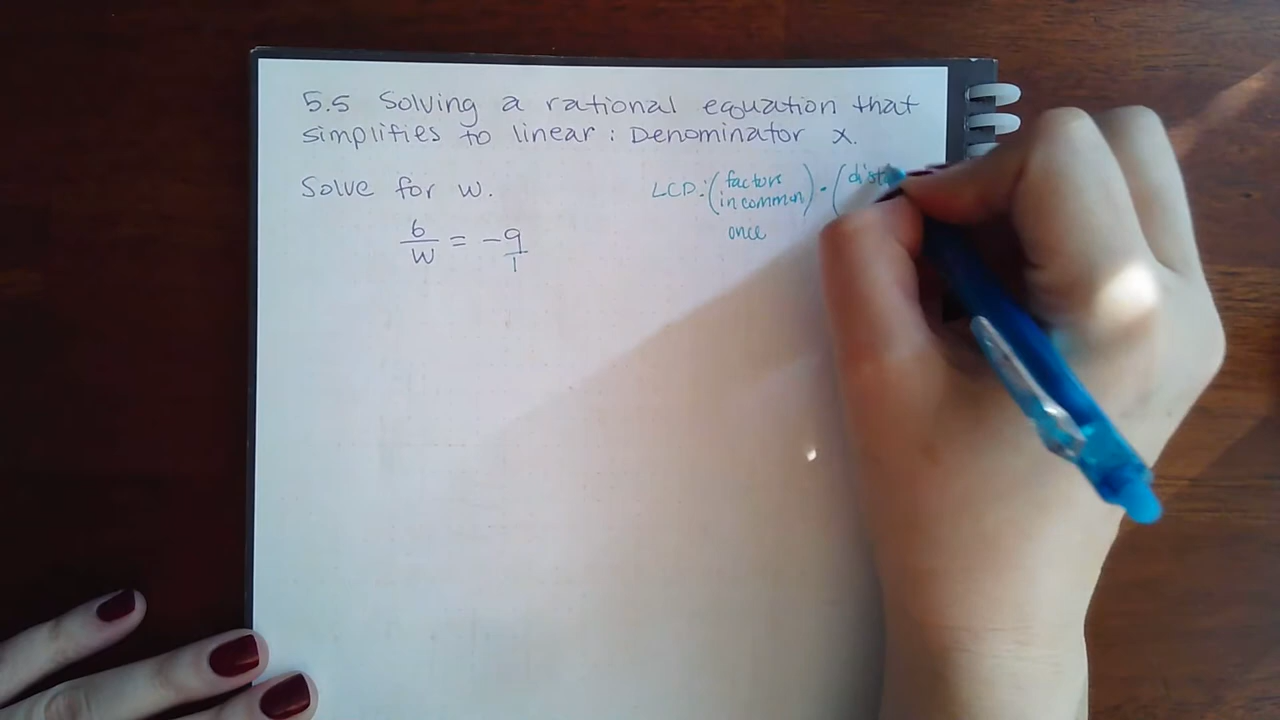 5.5 Solving a rational equation that
simplifies to linear: Denominator x.
Solve for w.
LCD: (factors in common) · (dist
once
6/w = -9/1